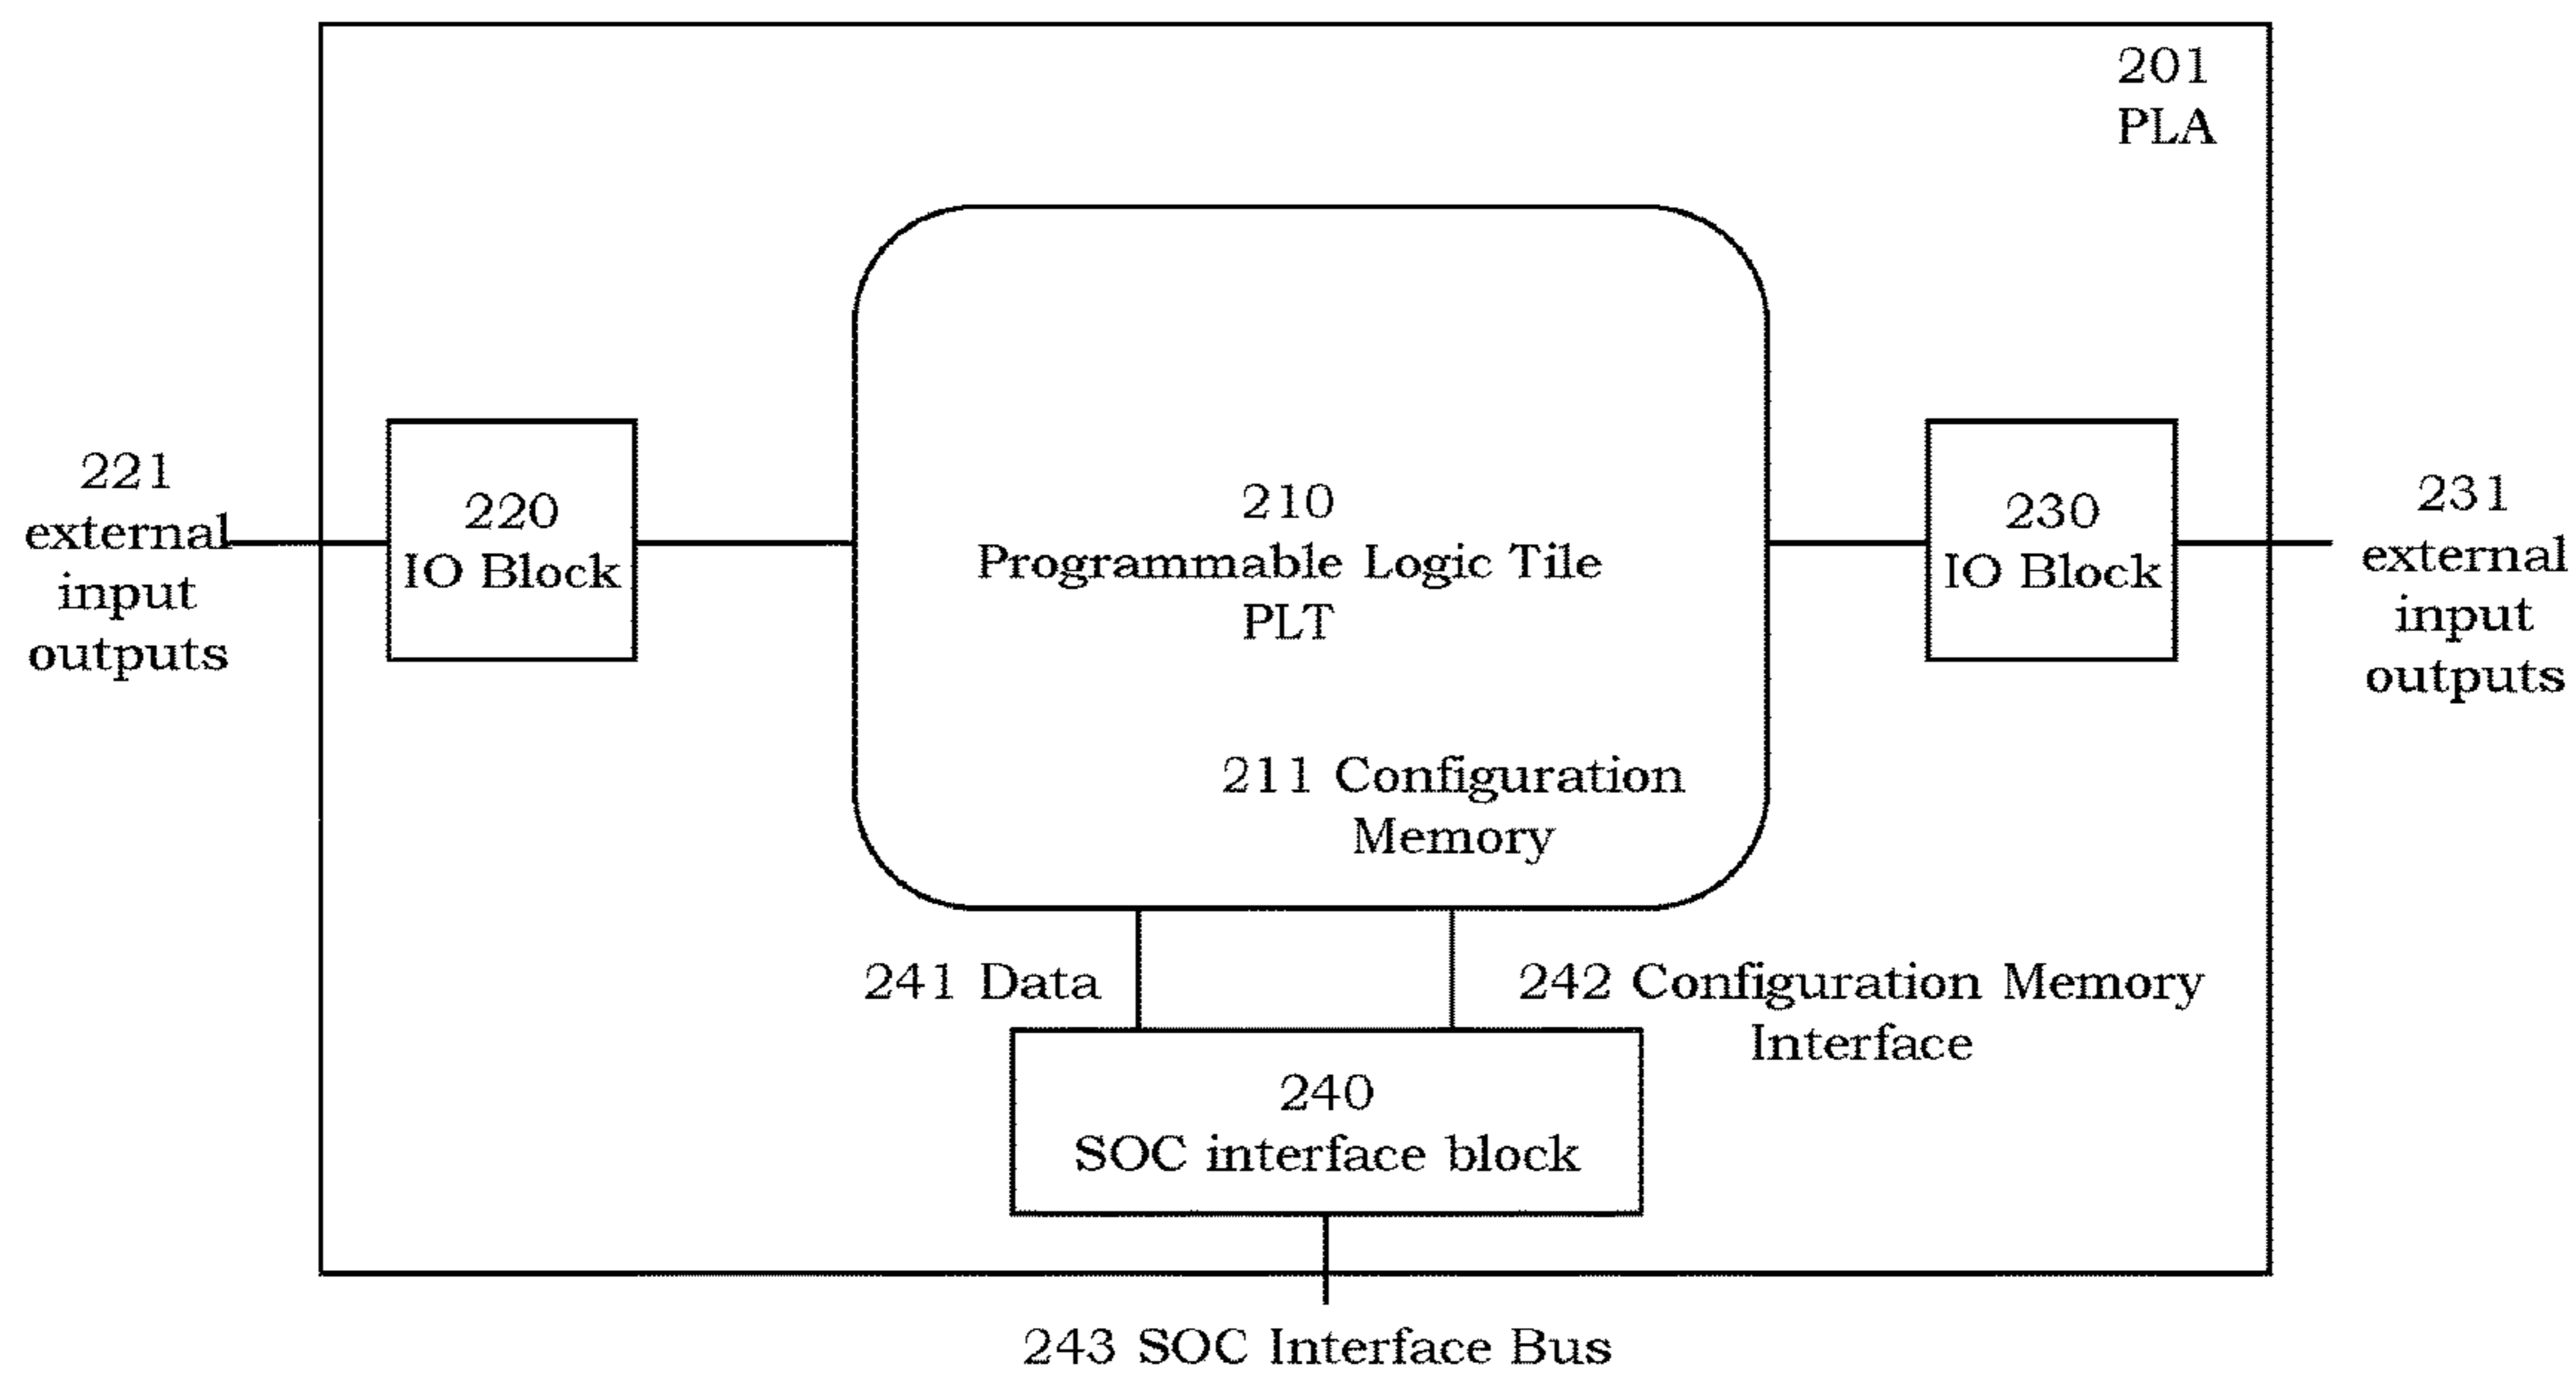 201
PLA
221
external
input
outputs
220
IO Block
210
Programmable Logic Tile
PLT
211 Configuration
Memory
230
IO Block
231
external
input
outputs
241 Data
242 Configuration Memory
Interface
240
SOC interface block
243 SOC Interface Bus